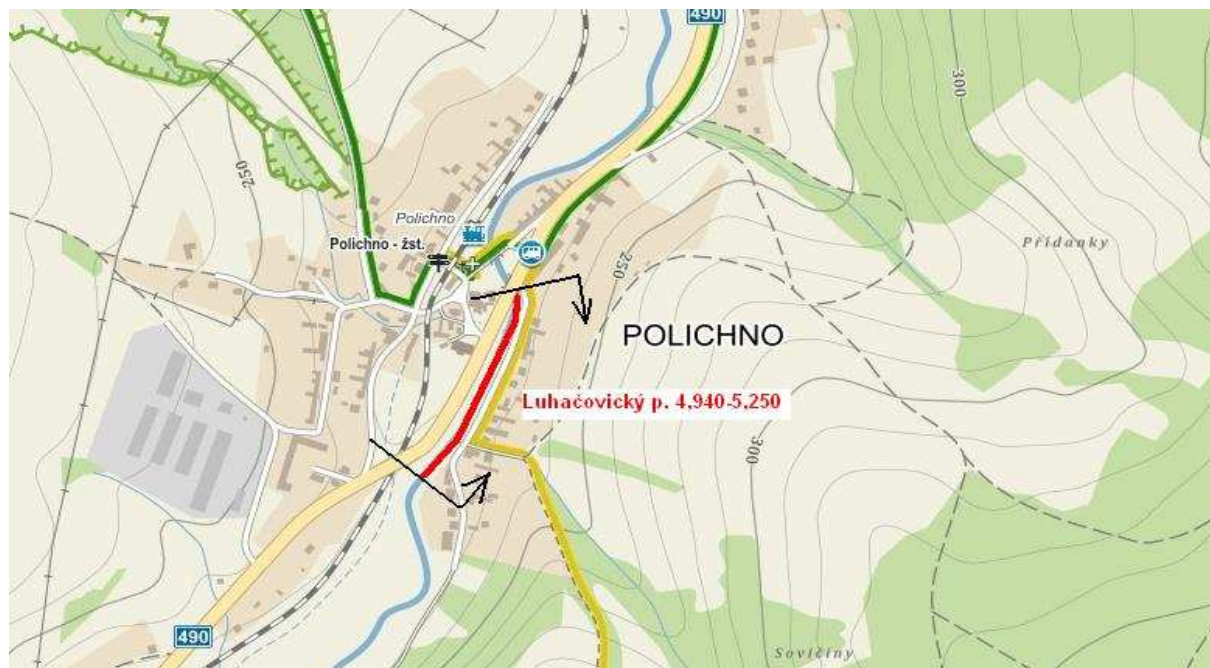 490
300
250
Polichno
Polichno - žst.
Přídanky
250
POLICHNO
Luhačovický p. 4,940-5,250
300
490
Sovičiny